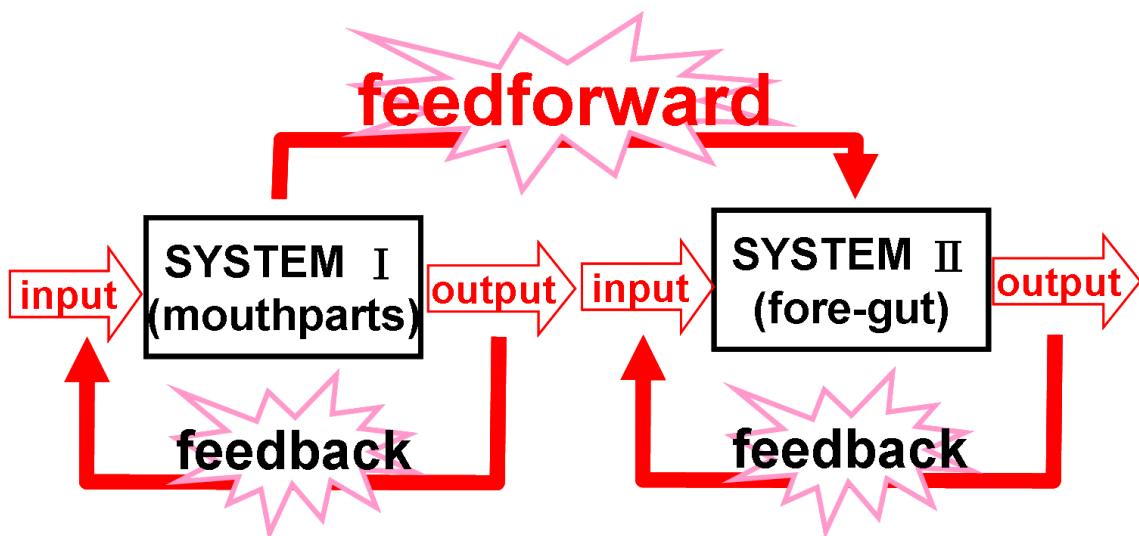 feedforward
input
SYSTEM Ⅰ
(mouthparts)
output
input
SYSTEM Ⅱ
(fore-gut)
output
feedback
feedback